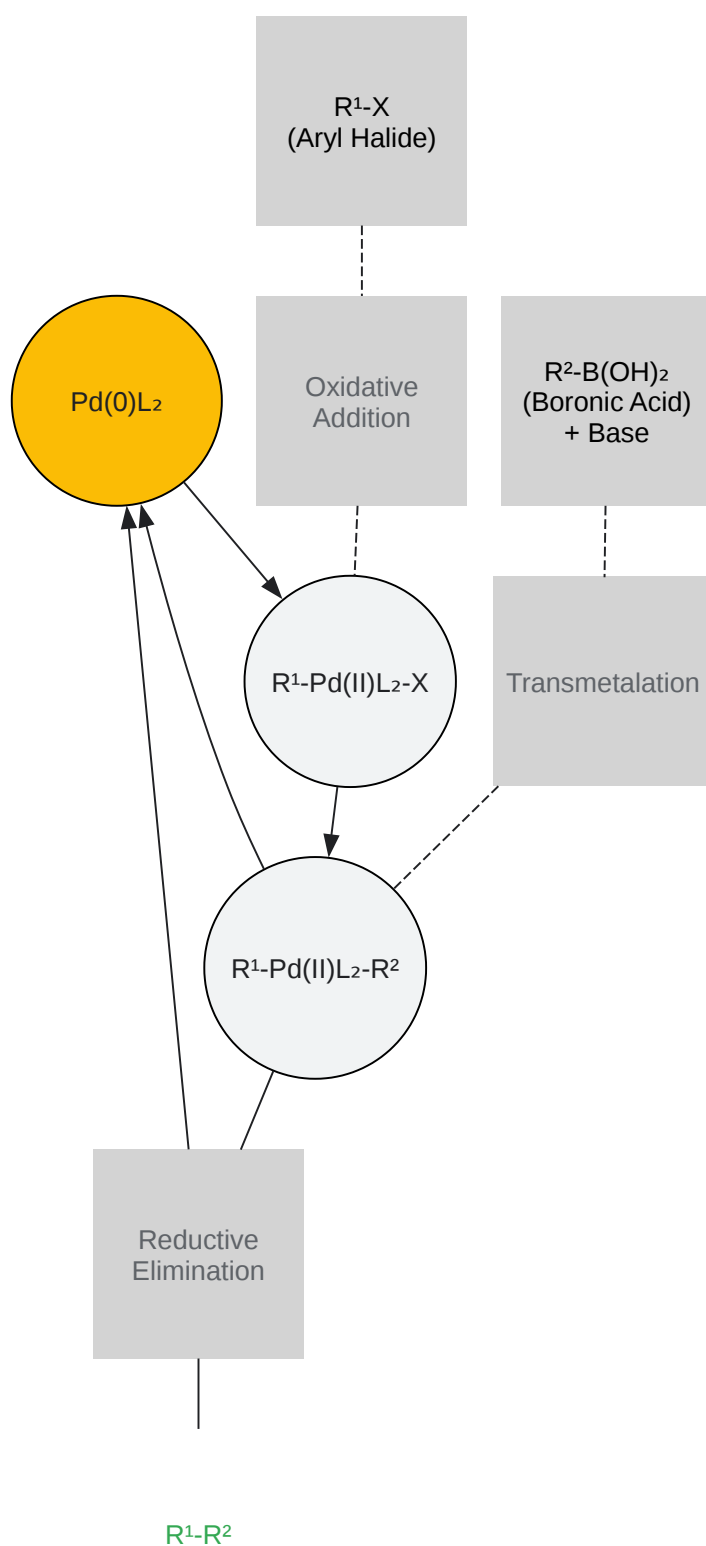 R¹-X
(Aryl Halide)
Pd(0)L₂
Oxidative
Addition
R²-B(OH)₂
(Boronic Acid)
+ Base
R¹-Pd(II)L₂-X
Transmetalation
R¹-Pd(II)L₂-R²
Reductive
Elimination
R¹-R²